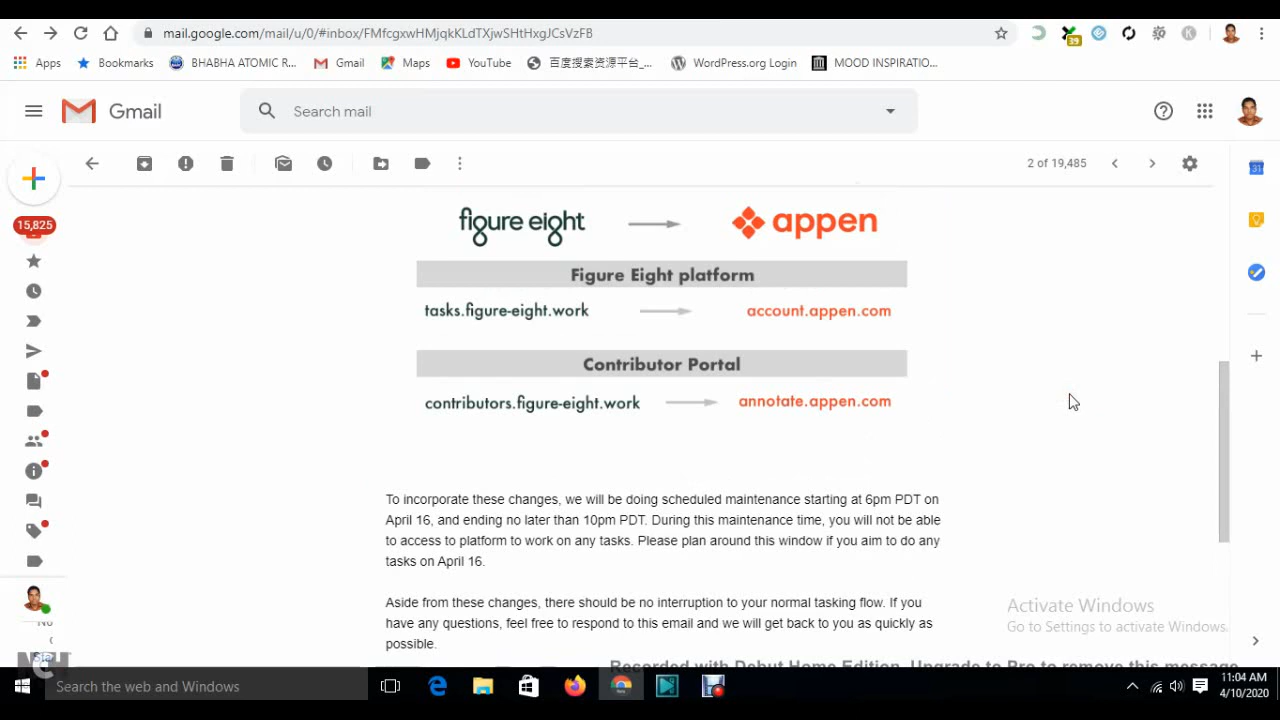 mail.google.com/mail/u/0/#inbox/FMfcgxwHMjqkKLdTXjwSHtHxgJCsVzFB
39
K
Apps Bookmarks BHABHA ATOMIC R... Gmail Maps YouTube 百度搜索资源平台_... WordPress.org Login MOOD INSPIRATIO...
Gmail
Search mail
2 of 19,485
31
15,825
figure eight appen
Figure Eight platform
tasks.figure-eight.work account.appen.com
Contributor Portal
contributors.figure-eight.work annotate.appen.com
To incorporate these changes, we will be doing scheduled maintenance starting at 6pm PDT on
April 16, and ending no later than 10pm PDT. During this maintenance time, you will not be able
to access to platform to work on any tasks. Please plan around this window if you aim to do any
tasks on April 16.
Aside from these changes, there should be no interruption to your normal tasking flow. If you
have any questions, feel free to respond to this email and we will get back to you as quickly as
possible.
Activate Windows
Go to Settings to activate Windows.
No
Sta
NCH
Recorded with Debut Home Edition. Upgrade to Pro to remove this message
Search the web and Windows
11:04 AM
4/10/2020